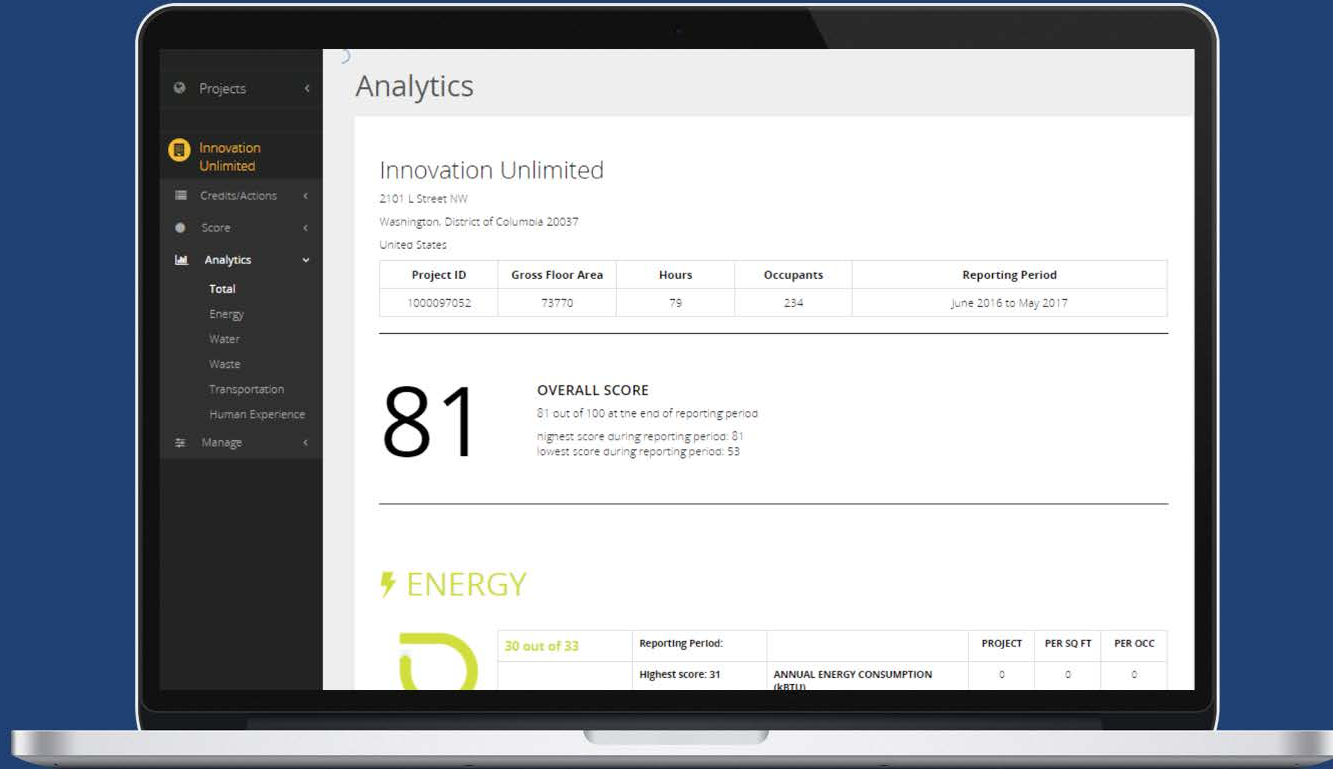 Projects
Innovation
Unlimited
Credits/Actions
Score
Analytics
Total
Energy
Water
Waste
Transportation
Human Experience
Manage
Analytics
Innovation Unlimited
2101 L Street NW
Washington, District of Columbia 20037
United States
Project ID Gross Floor Area Hours Occupants Reporting Period
1000097052 73770 79 234 June 2016 to May 2017
81
OVERALL SCORE
81 out of 100 at the end of reporting period
highest score during reporting period: 81
lowest score during reporting period: 53
ENERGY
30 out of 33 Reporting Period: PROJECT PER SQ FT PER OCC
Highest score: 31 ANNUAL ENERGY CONSUMPTION 0 0 0
(kBTU)